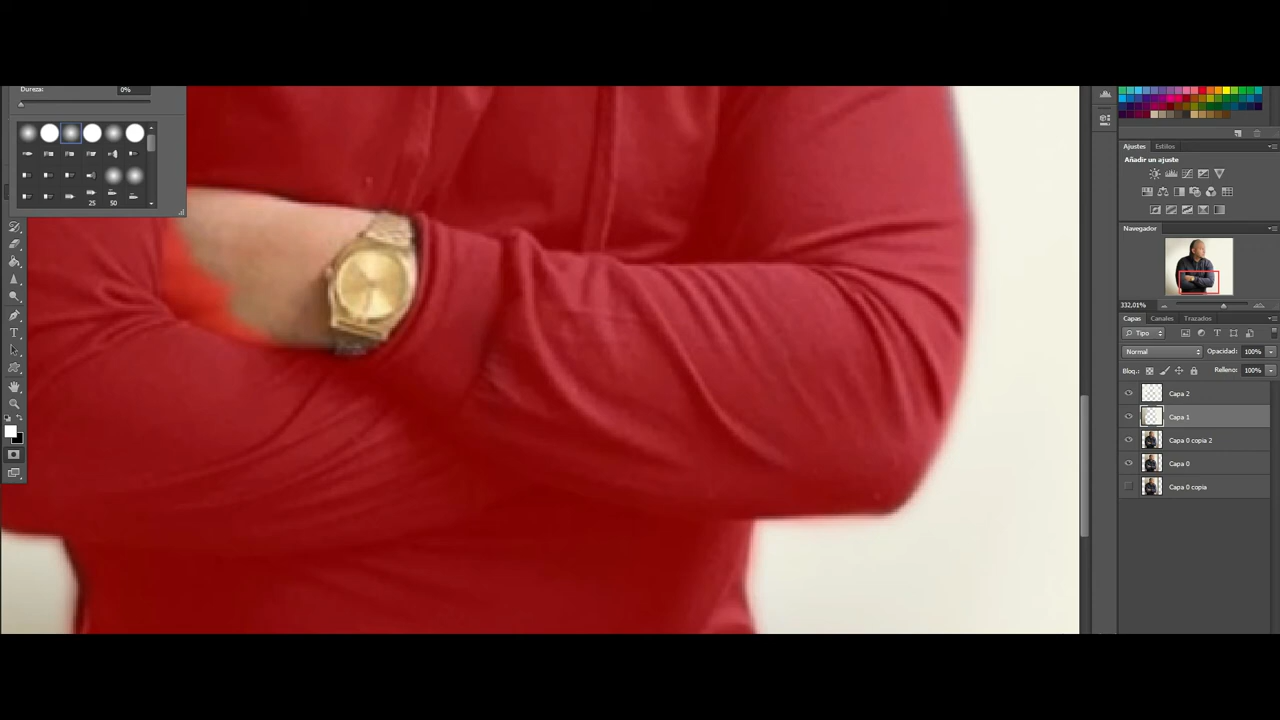 Dureza: 0%
25 50
Ajustes Estilos
Añadir un ajuste
Navegador
332,01%
Capas Canales Trazados
Tipo
Normal Opacidad: 100%
Bloq.: Relleno: 100%
Capa 2
Capa 1
Capa 0 copia 2
Capa 0
Capa 0 copia
T